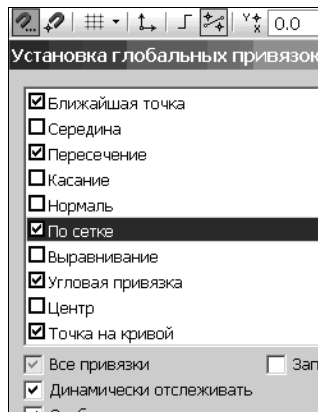 0.0
Установка глобальных привязок
Ближайшая точка
Середина
Пересечение
Касание
Нормаль
По сетке
Выравнивание
Угловая привязка
Центр
Точка на кривой
Все привязки
Динамически отслеживать